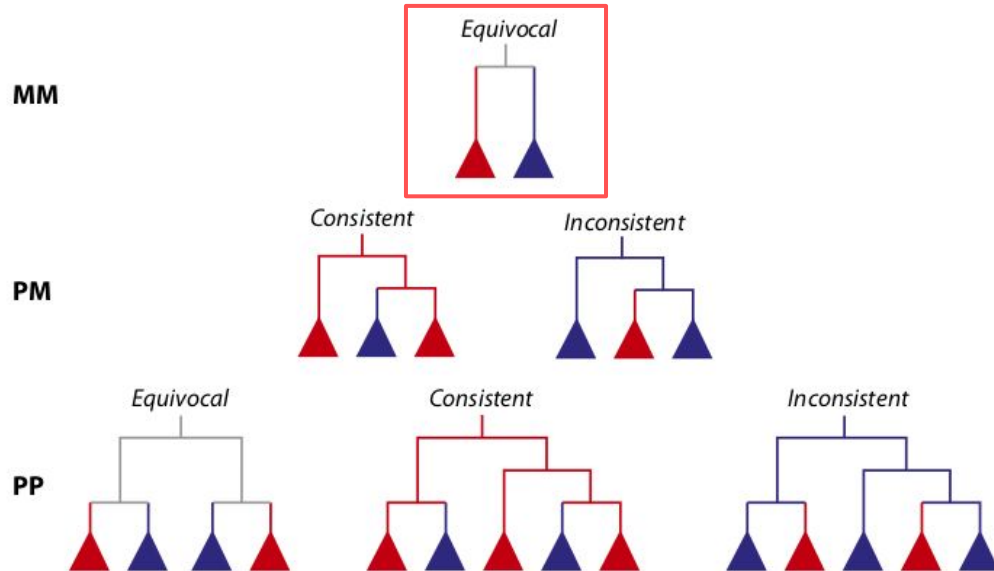 Equivocal
MM
Consistent Inconsistent
PM
Equivocal Consistent Inconsistent
PP